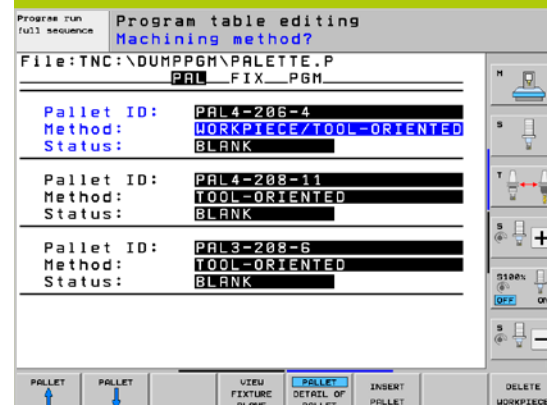 Program run
full sequence
Program table editing
Machining method?
File:TNC:\DUMPPGM\PALETTE.P
PAL__FIX__PGM
Pallet ID: PAL4-206-4
Method: WORKPIECE/TOOL-ORIENTED
Status: BLANK
Pallet ID: PAL4-208-11
Method: TOOL-ORIENTED
Status: BLANK
Pallet ID: PAL3-208-6
Method: TOOL-ORIENTED
Status: BLANK
M
S
T
S
S100%
OFF ON
S
PALLET
PALLET
VIEW
FIXTURE
PLANE
PALLET
DETAIL OF
PALLET
INSERT
PALLET
DELETE
WORKPIECE